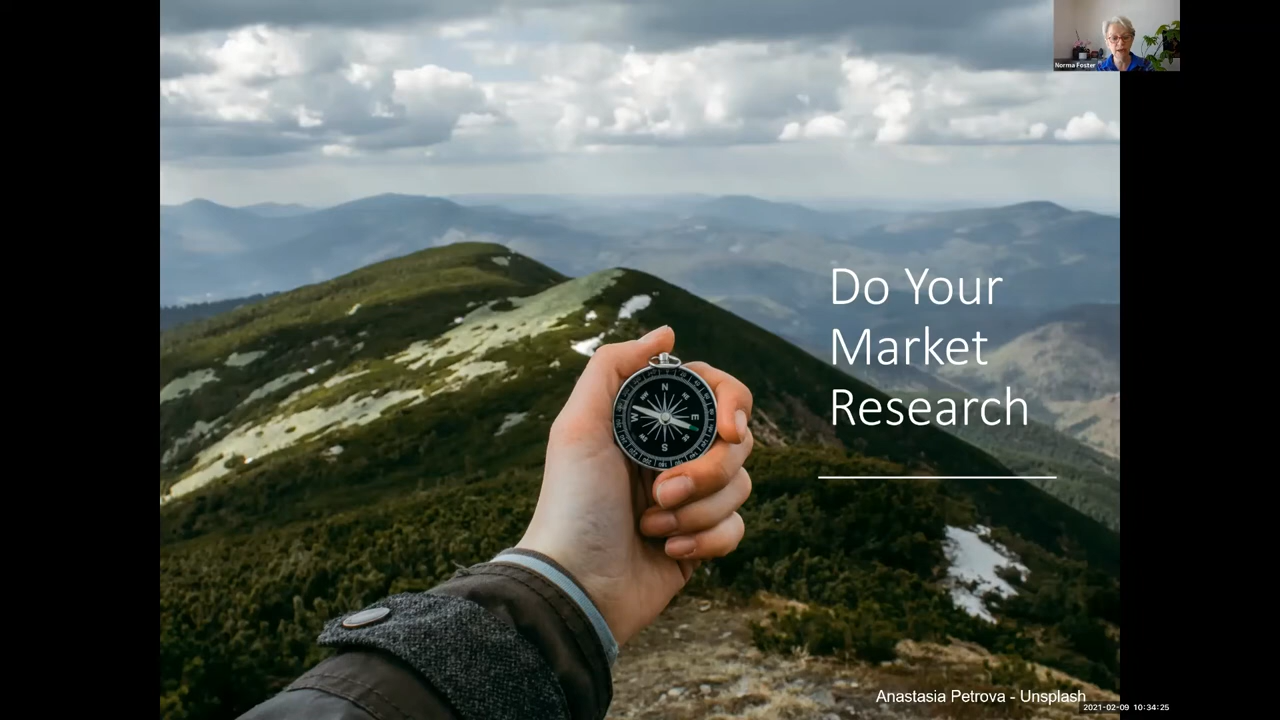 Norma Foster
Do Your
Market
Research
N
E
S
W
Anastasia Petrova - Unsplash
2021-02-09 10:34:25